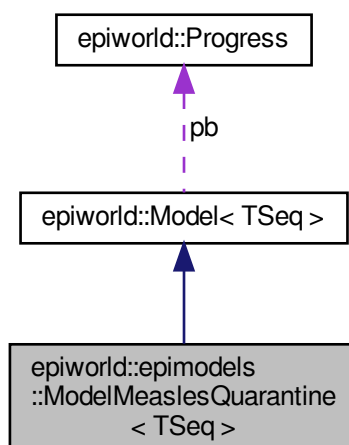 epiworld::Progress
pb
epiworld::Model< TSeq >
epiworld::epimodels
::ModelMeaslesQuarantine
< TSeq >